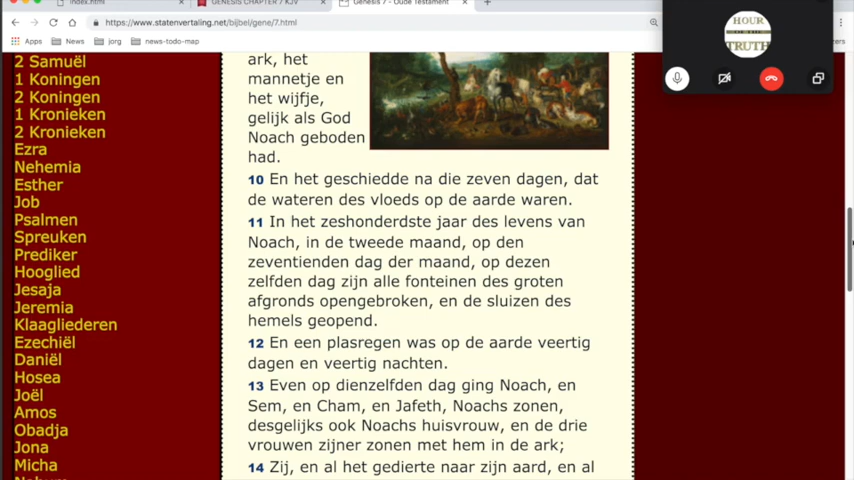 index.html
GENESIS CHAPTER 7 KJV
Genesis 7 - Oude Testament
https://www.statenvertaling.net/bijbel/gene/7.html
Apps
News
jorg
news-todo-map
HOUR
TRUTH
2 Samuël
1 Koningen
2 Koningen
1 Kronieken
2 Kronieken
Ezra
Nehemia
Esther
Job
Psalmen
Spreuken
Prediker
Hooglied
Jesaja
Jeremia
Klaagliederen
Ezechiël
Daniël
Hosea
Joël
Amos
Obadja
Jona
Micha
ark, het
mannetje en
het wijfje,
gelijk als God
Noach geboden
had.
10 En het geschiedde na die zeven dagen, dat
de wateren des vloeds op de aarde waren.
11 In het zeshonderdste jaar des levens van
Noach, in de tweede maand, op den
zeventienden dag der maand, op dezen
zelfden dag zijn alle fonteinen des groten
afgronds opengebroken, en de sluizen des
hemels geopend.
12 En een plasregen was op de aarde veertig
dagen en veertig nachten.
13 Even op dienzelfden dag ging Noach, en
Sem, en Cham, en Jafeth, Noachs zonen,
desgelijks ook Noachs huisvrouw, en de drie
vrouwen zijner zonen met hem in de ark;
14 Zij, en al het gedierte naar zijn aard, en al